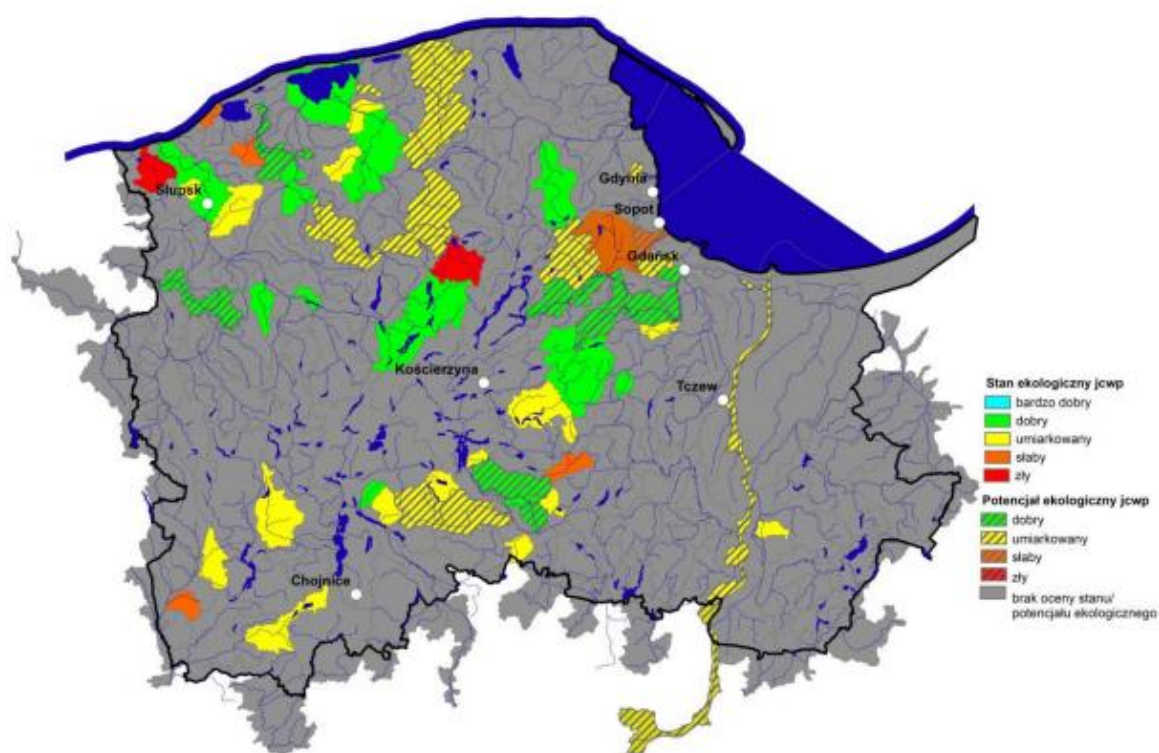 Słupsk
Gdynia
Sopot
Gdańsk
Kościerzyna
Tczew
Chojnice
Stan ekologiczny jcwp
bardzo dobry
dobry
umiarkowany
słaby
zły
Potencjał ekologiczny jcwp
dobry
umiarkowany
słaby
zły
brak oceny stanu/
potencjału ekologicznego